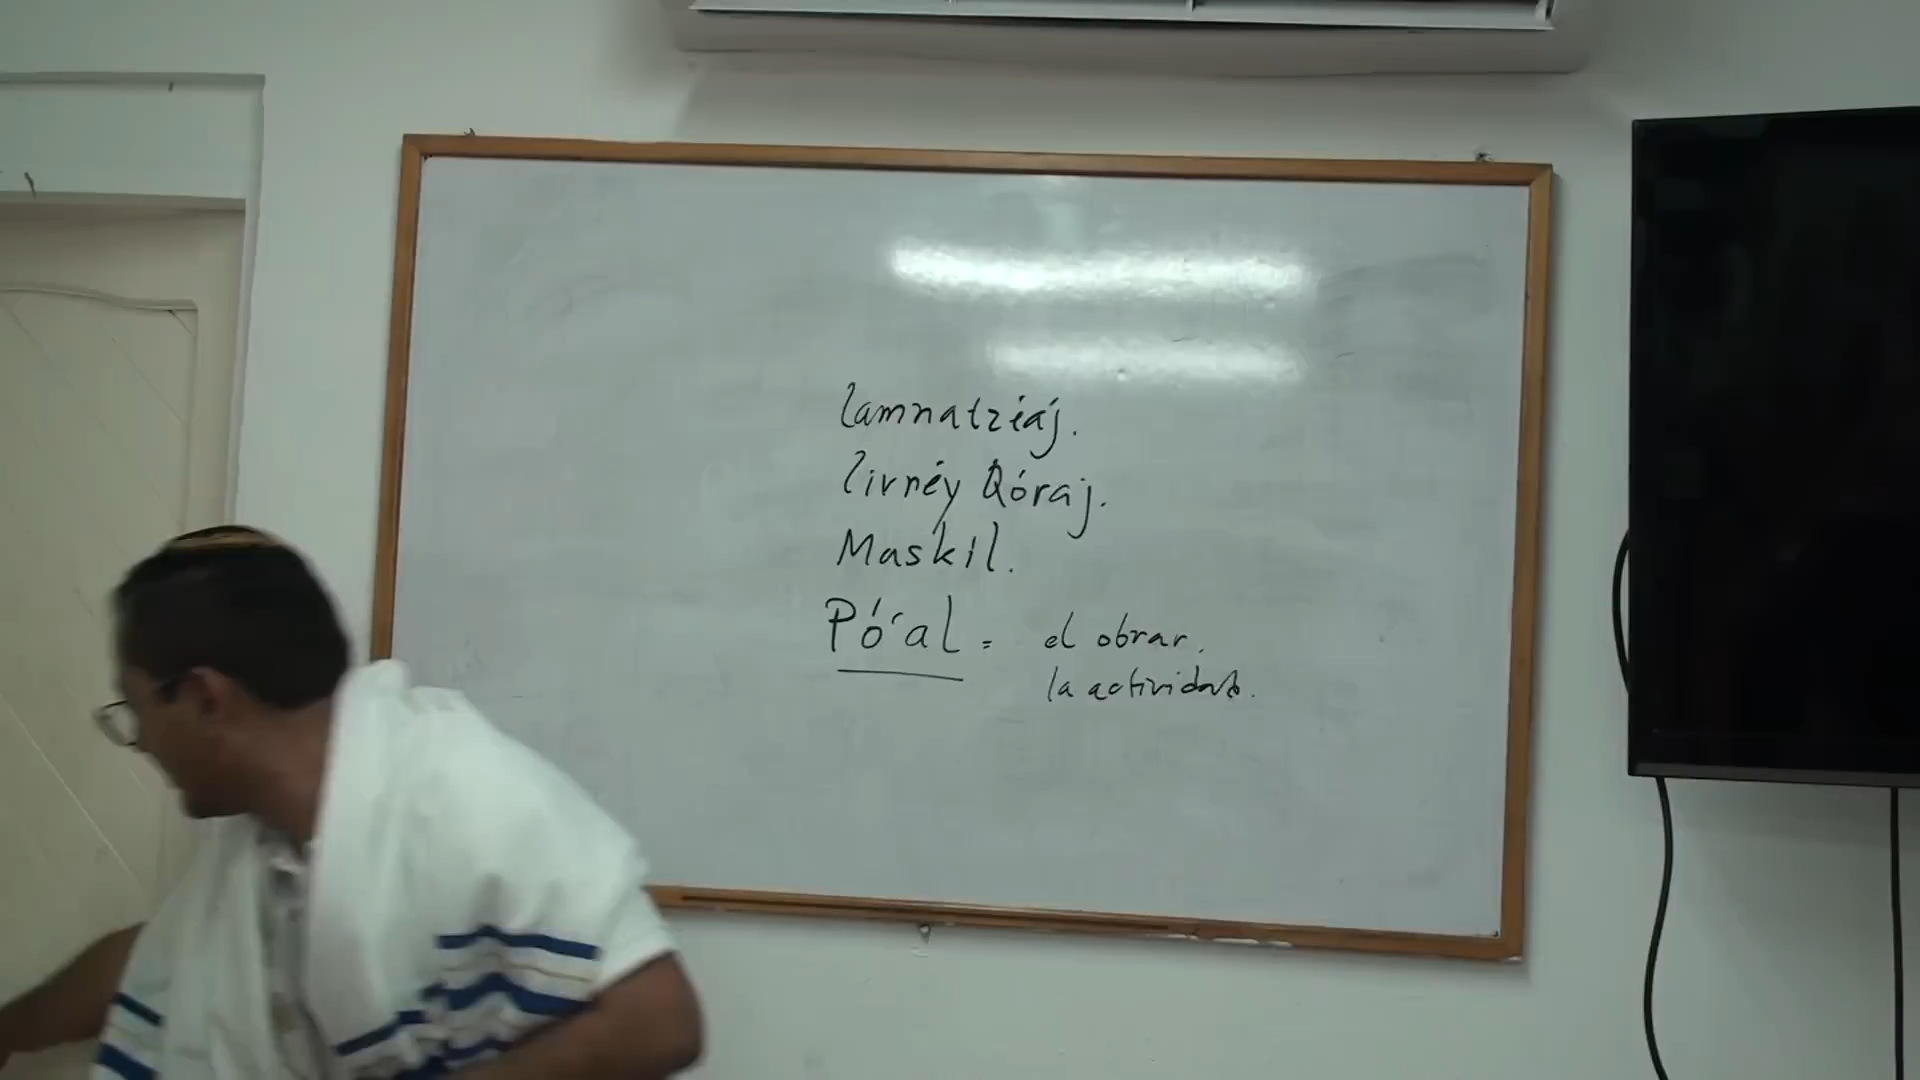 lamnatzéaj.
livnéy Qóraj.
Maskil.
Pó'al = el obrar.
la actividad.